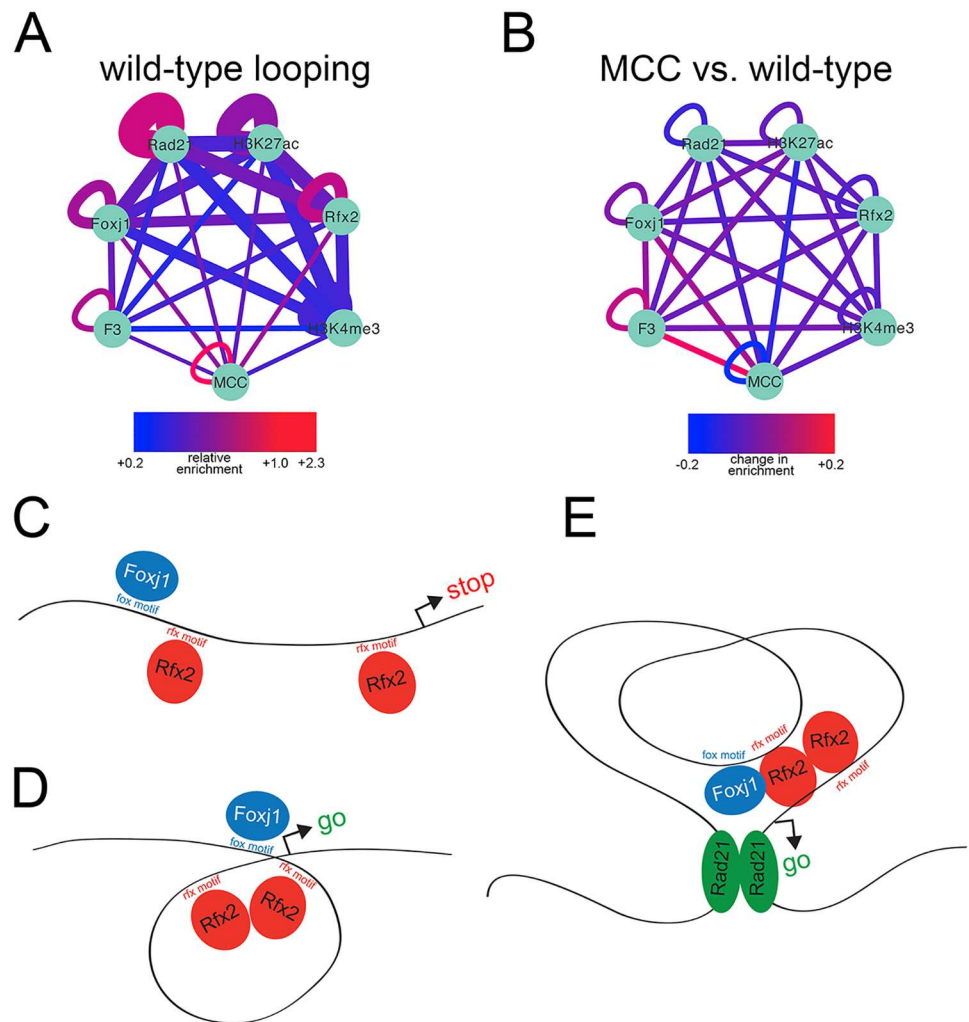 A
wild-type looping
Rad21
H3K27ac
Foxj1
Rfx2
F3
H3K4me3
MCC
+0.2
relative
enrichment
+1.0
+2.3
B
MCC vs. wild-type
Rad21
H3K27ac
Foxj1
Rfx2
F3
H3K4me3
MCC
-0.2
change in
enrichment
+0.2
C
Foxj1
fox motif
rfx motif
Rfx2
rfx motif
Rfx2
stop
D
Foxj1
fox motif
go
rfx motif
rfx motif
Rfx2
Rfx2
E
fox motif
rfx motif
Foxj1
Rfx2
Rfx2
rfx motif
Rad21
Rad21
go